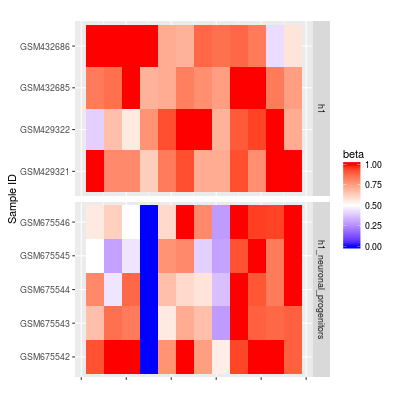 Sample ID
GSM432686
GSM432685
GSM429322
GSM429321
h1
GSM675546
GSM675545
GSM675544
GSM675543
GSM675542
h1_neuronal_progenitors
beta
1.00
0.75
0.50
0.25
0.00